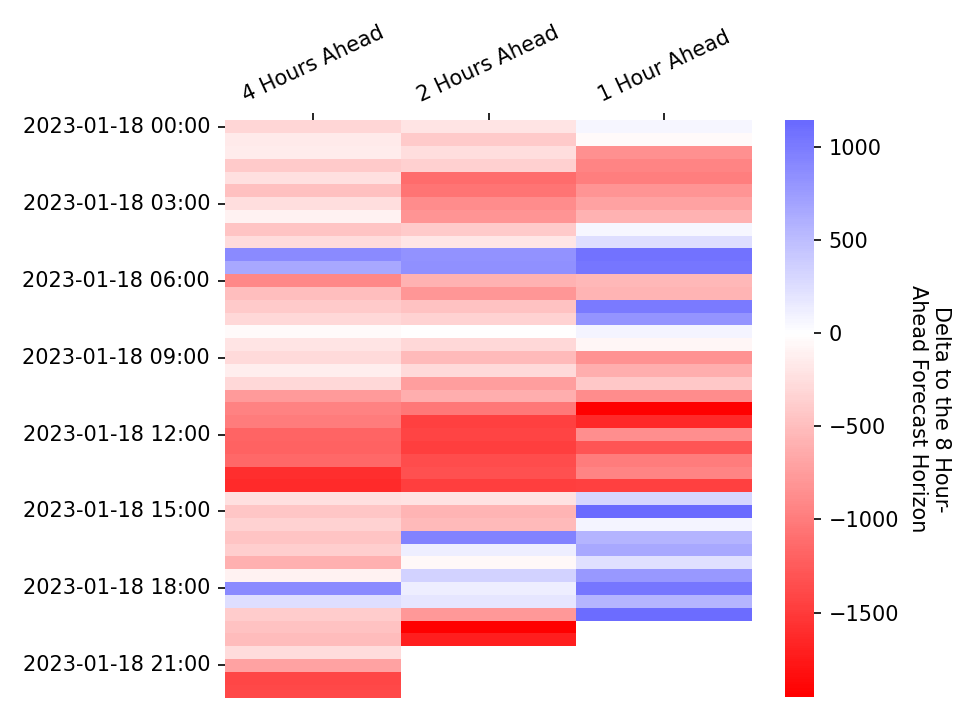 4 Hours Ahead
2 Hours Ahead
1 Hour Ahead
2023-01-18 00:00
2023-01-18 03:00
2023-01-18 06:00
2023-01-18 09:00
2023-01-18 12:00
2023-01-18 15:00
2023-01-18 18:00
2023-01-18 21:00
1000
500
0
−500
−1000
−1500
Delta to the 8 Hour-
Ahead Forecast Horizon